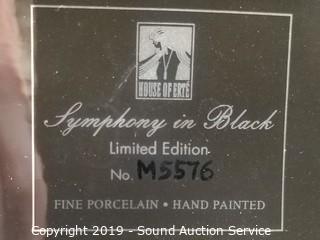 HOUSE OF ERTÉ
Symphony in Black
Limited Edition
No. M5576
FINE PORCELAIN • HAND PAINTED
Copyright 2019 - Sound Auction Service